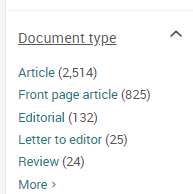 Document type
Article (2,514)
Front page article (825)
Editorial (132)
Letter to editor (25)
Review (24)
More ›